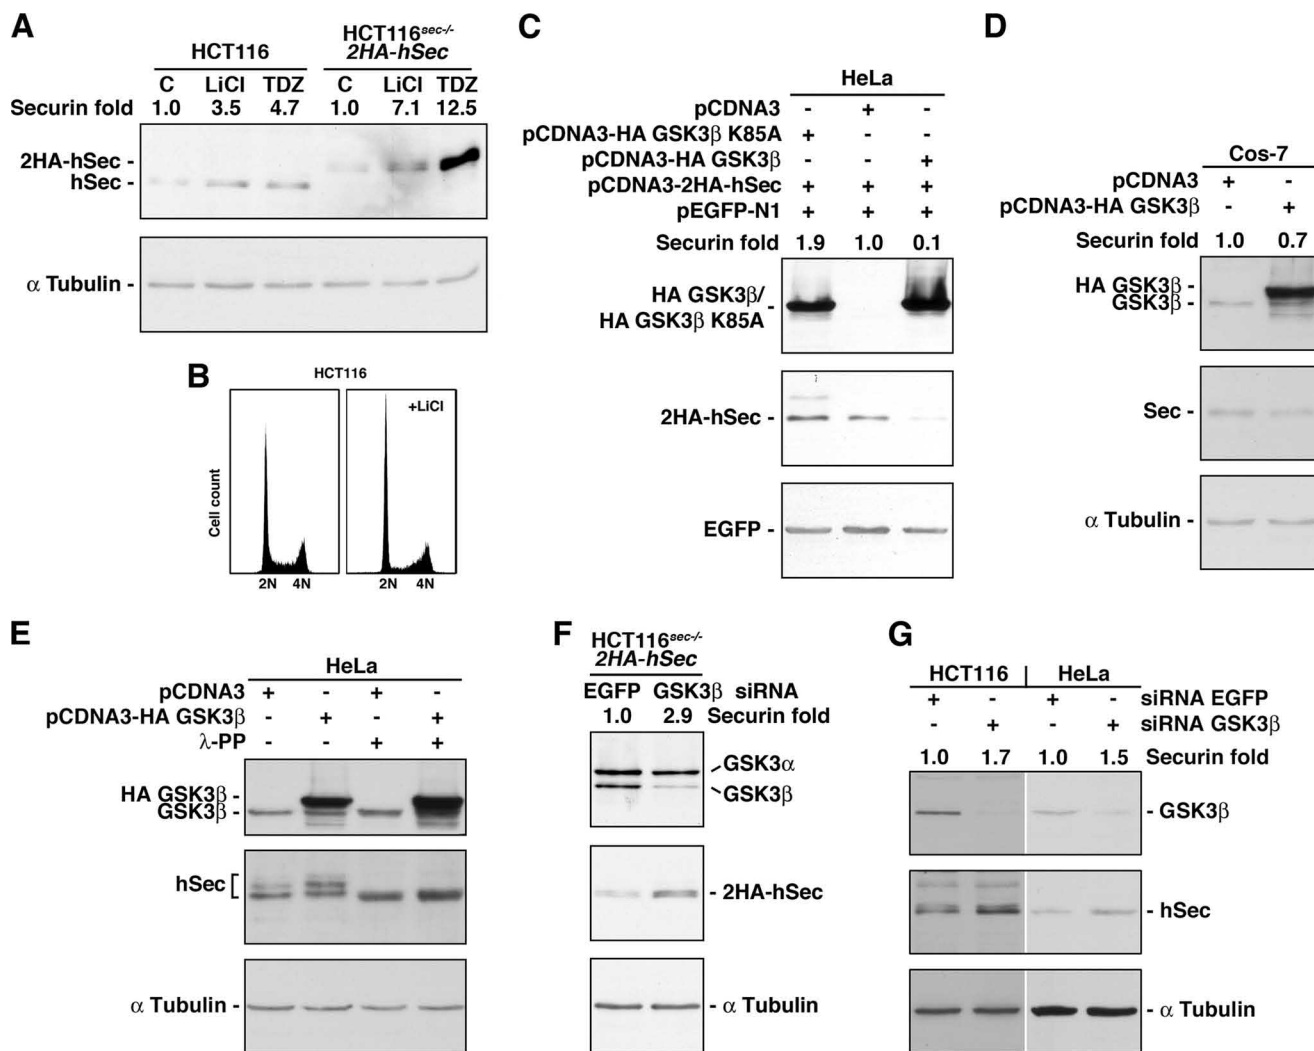 A
HCT116
HCT116sec-/-
2HA-hSec
C LiCl TDZ C LiCl TDZ
Securin fold 1.0 3.5 4.7 1.0 7.1 12.5
2HA-hSec -
hSec -
α Tubulin -
B
HCT116
+LiCl
Cell count
2N 4N 2N 4N
C
HeLa
pCDNA3 - + -
pCDNA3-HA GSK3β K85A + - -
pCDNA3-HA GSK3β - - +
pCDNA3-2HA-hSec + + +
pEGFP-N1 + + +
Securin fold 1.9 1.0 0.1
HA GSK3β/
HA GSK3β K85A -
2HA-hSec -
EGFP -
D
Cos-7
pCDNA3 + -
pCDNA3-HA GSK3β - +
Securin fold 1.0 0.7
HA GSK3β -
GSK3β -
Sec -
α Tubulin -
E
HeLa
pCDNA3 + - + -
pCDNA3-HA GSK3β - + - +
λ-PP - - + +
HA GSK3β -
GSK3β -
hSec [
α Tubulin -
F
HCT116sec-/-
2HA-hSec
EGFP GSK3β siRNA
1.0 2.9 Securin fold
GSK3α
GSK3β
- 2HA-hSec
- α Tubulin
G
HCT116 HeLa
+ - + - siRNA EGFP
- + - + siRNA GSK3β
1.0 1.7 1.0 1.5 Securin fold
- GSK3β
- hSec
- α Tubulin